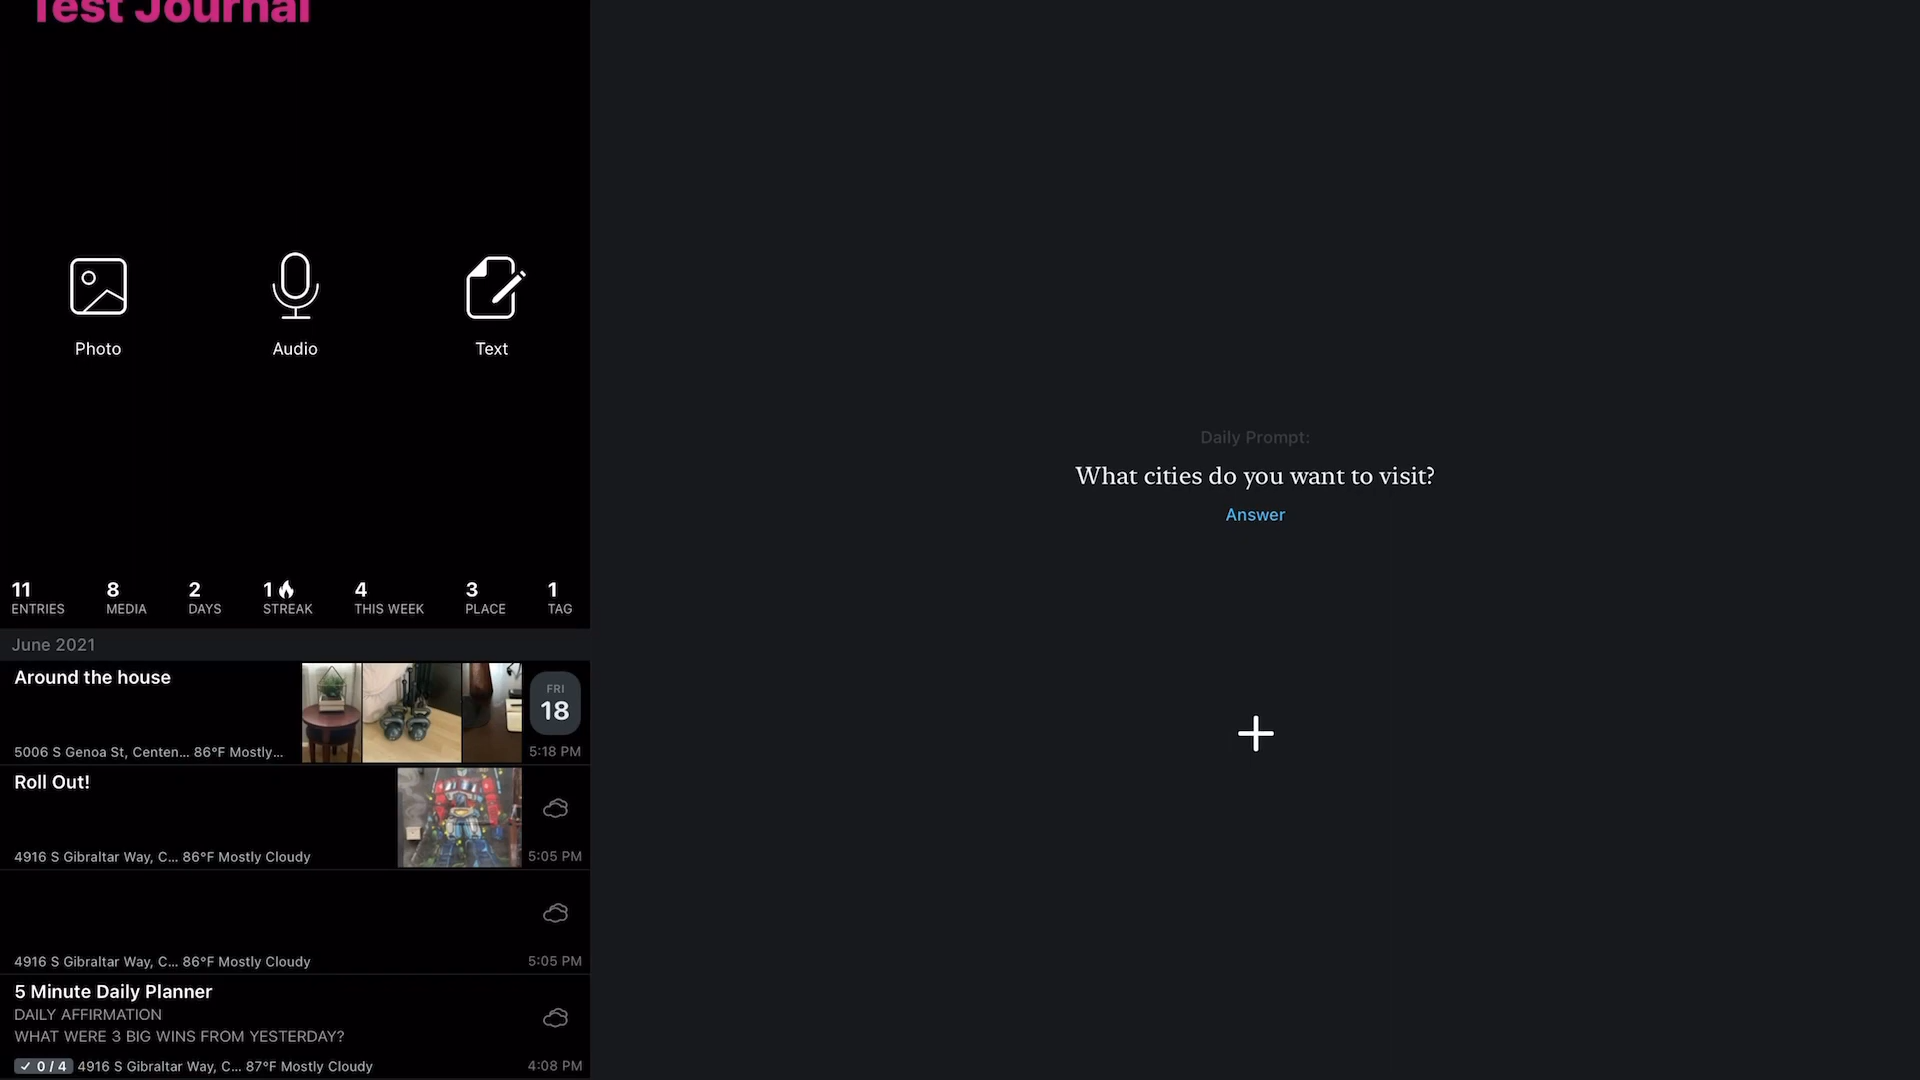 Test Journal
Photo
Audio
Text
11 ENTRIES
8 MEDIA
2 DAYS
1 STREAK
4 THIS WEEK
3 PLACE
1 TAG
June 2021
Around the house
5006 S Genoa St, Centen... 86°F Mostly...
FRI
18
5:18 PM
Roll Out!
4916 S Gibraltar Way, C... 86°F Mostly Cloudy
5:05 PM
4916 S Gibraltar Way, C... 86°F Mostly Cloudy
5:05 PM
5 Minute Daily Planner
DAILY AFFIRMATION
WHAT WERE 3 BIG WINS FROM YESTERDAY?
✓ 0 / 4 4916 S Gibraltar Way, C... 87°F Mostly Cloudy
4:08 PM
Daily Prompt:
What cities do you want to visit?
Answer